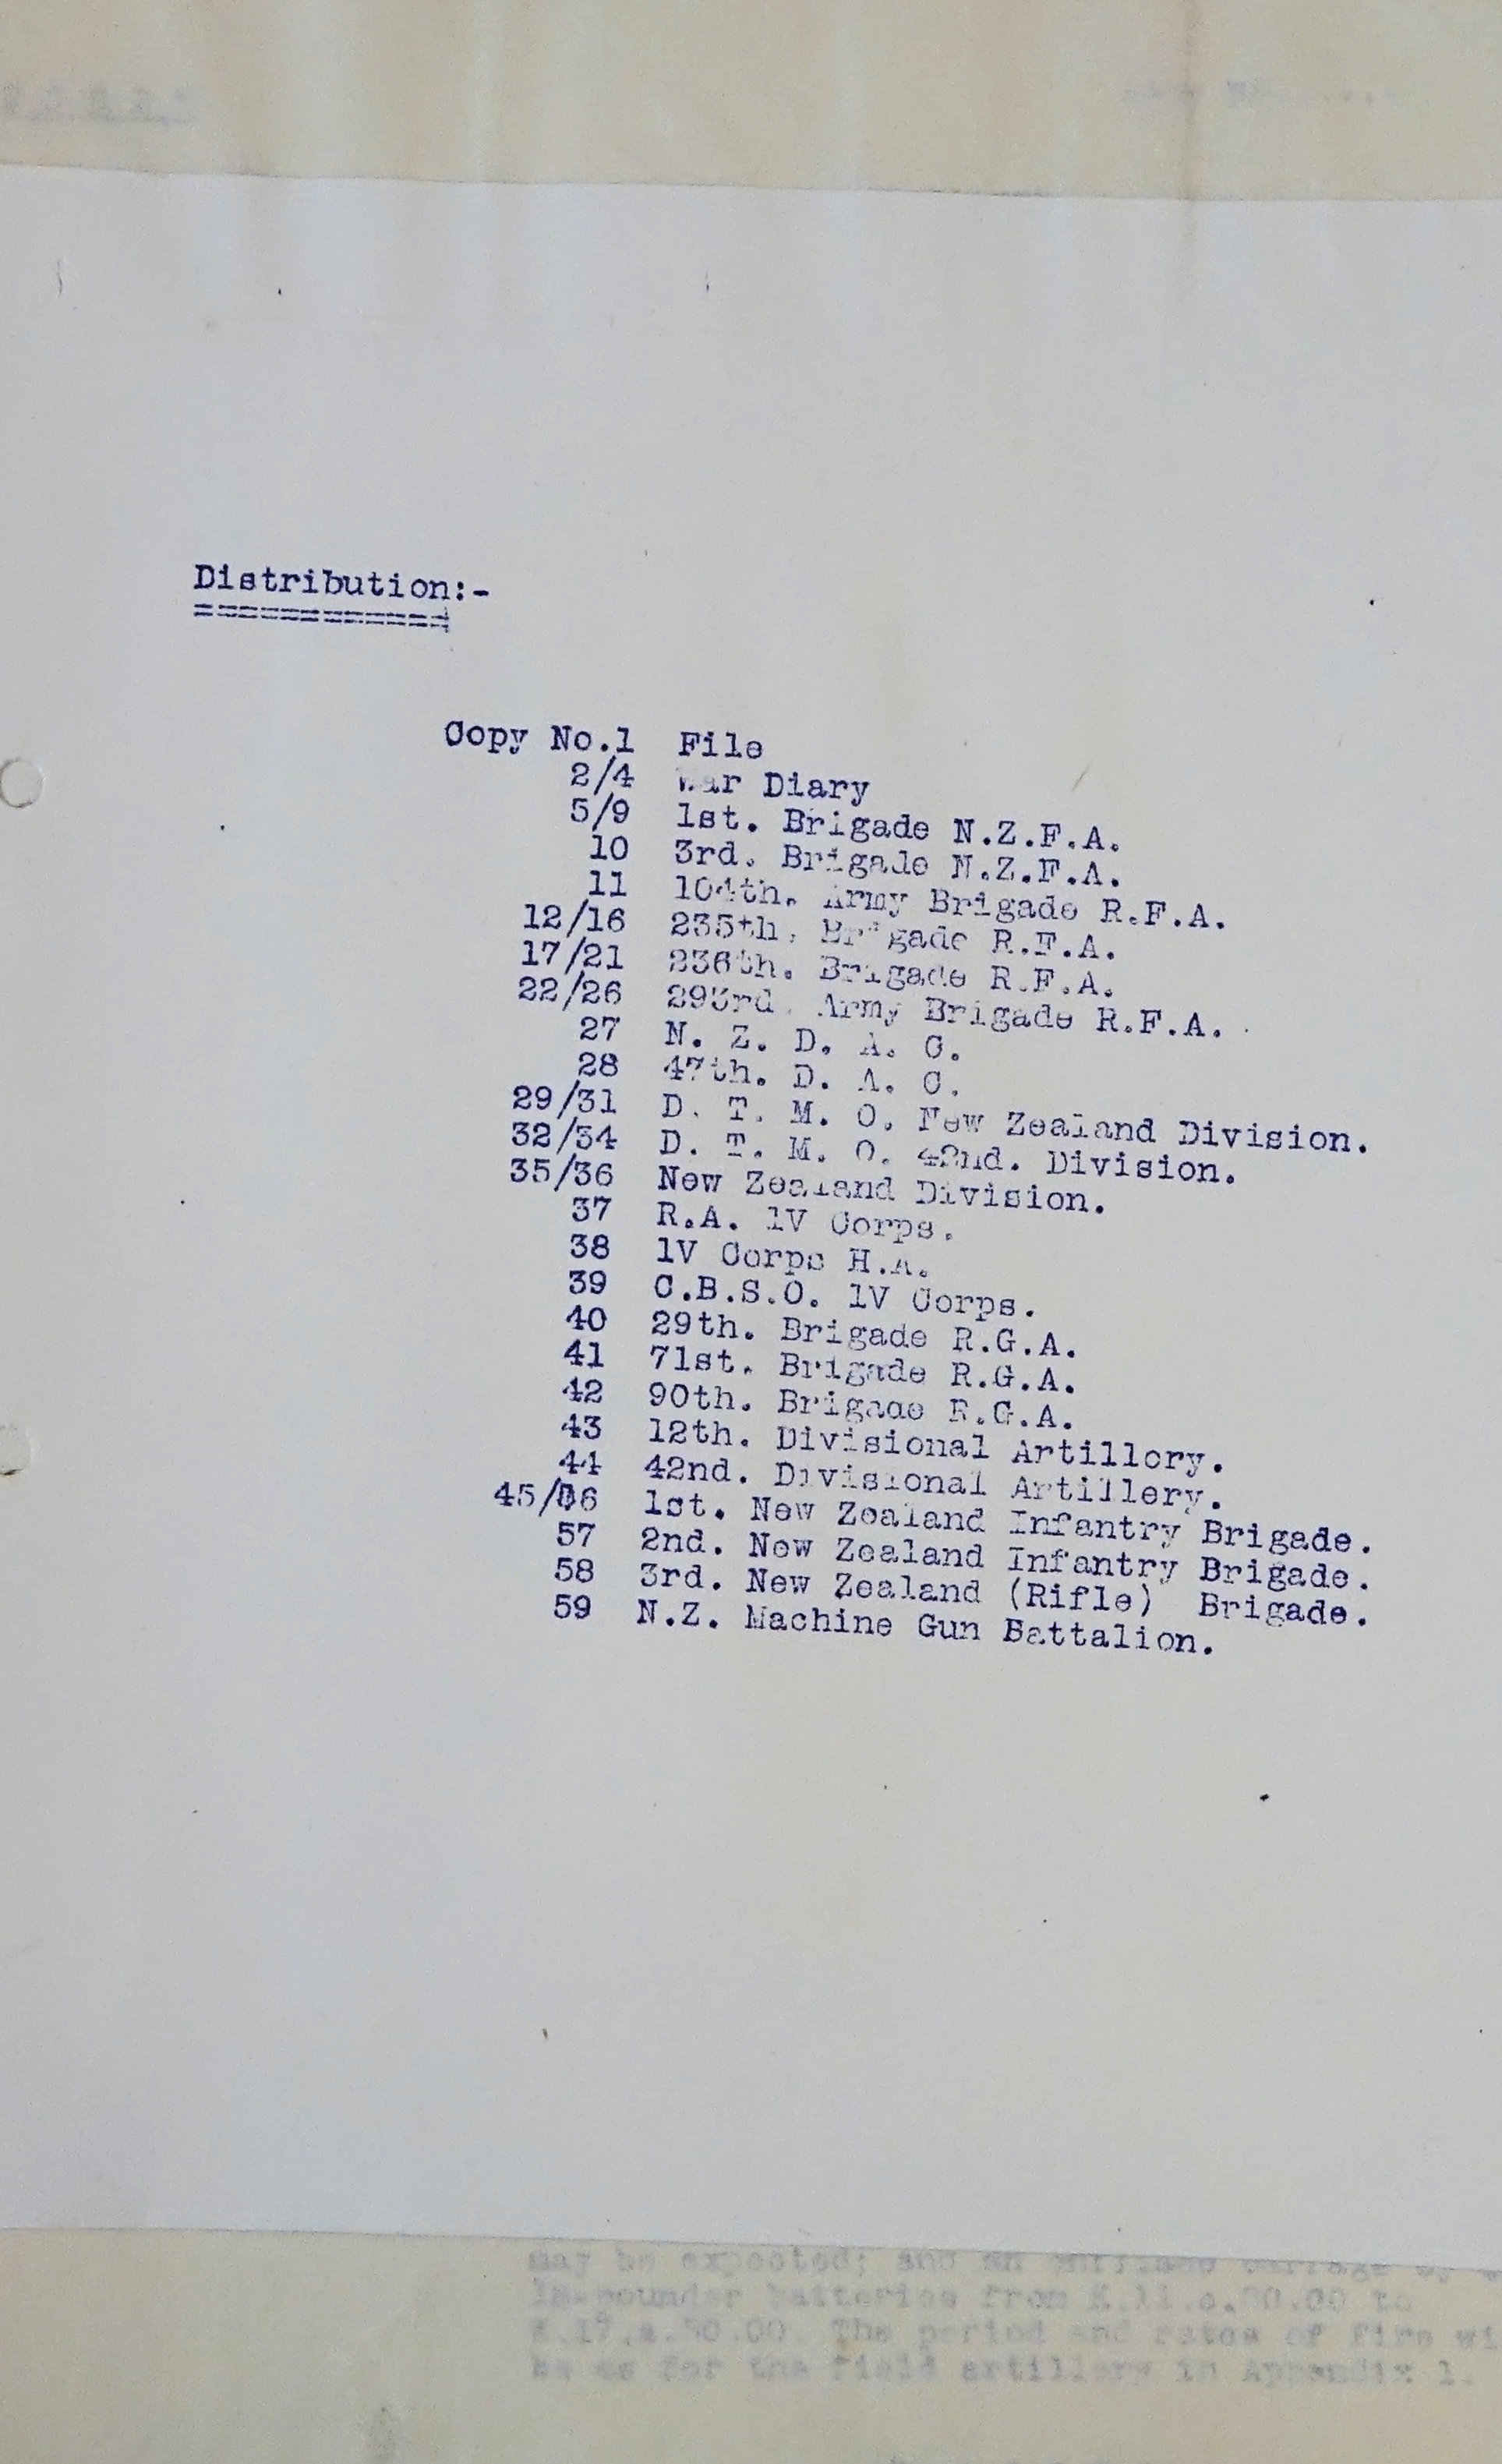 Distribution:-
============
Copy No.1 File
2/4 War Diary
5/9 1st. Brigade N.Z.F.A.
10 3rd. Brigade N.Z.F.A.
11 104th. Army Brigade R.F.A.
12/16 235th. Brigade R.F.A.
17/21 236th. Brigade R.F.A.
22/26 293rd. Army Brigade R.F.A.
27 N. Z. D. A. C.
28 47th. D. A. C.
29/31 D. T. M. O. New Zealand Division.
32/34 D. T. M. O. 42nd. Division.
35/36 New Zealand Division.
37 R.A. 1V Corps.
38 1V Corps H.A.
39 C.B.S.O. 1V Corps.
40 29th. Brigade R.G.A.
41 71st. Brigade R.G.A.
42 90th. Brigade R.G.A.
43 12th. Divisional Artillery.
44 42nd. Divisional Artillery.
45/ 1st. New Zealand Infantry Brigade.
57 2nd. New Zealand Infantry Brigade.
58 3rd. New Zealand (Rifle) Brigade.
59 N.Z. Machine Gun Battalion.
may be expected; and an
18-pounder batteries from to
The period and rates of fire
be as for the field artillery in Appendix 1.